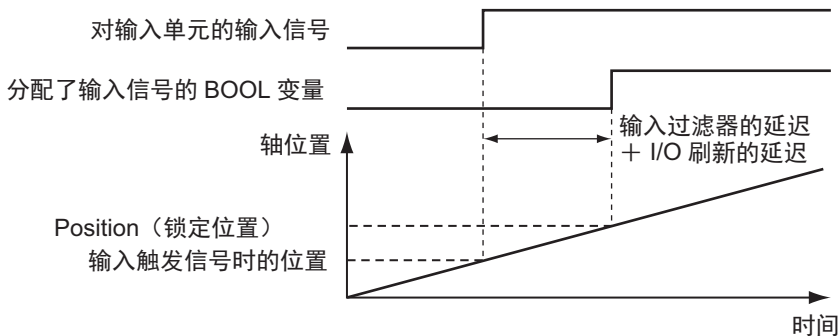 对输入单元的输入信号
分配了输入信号的 BOOL 变量
输入过滤器的延迟
＋ I/O 刷新的延迟
轴位置
Position（锁定位置）
输入触发信号时的位置
时间